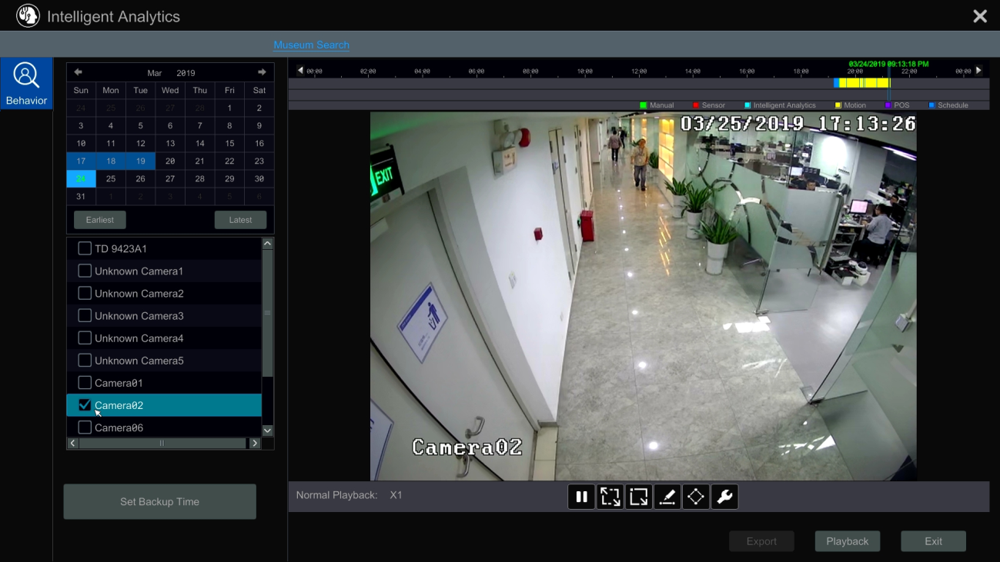 Intelligent Analytics
Museum Search
Behavior
Mar 2019
Sun Mon Tue Wed Thu Fri Sat
24 25 26 27 28 1 2
3 4 5 6 7 8 9
10 11 12 13 14 15 16
17 18 19 20 21 22 23
24 25 26 27 28 29 30
31 1 2 3 4 5 6
Earliest Latest
TD 9423A1
Unknown Camera1
Unknown Camera2
Unknown Camera3
Unknown Camera4
Unknown Camera5
Camera01
Camera02
Camera06
Set Backup Time
03/24/2019 09:13:18 PM
00:00 02:00 04:00 06:00 08:00 10:00 12:00 14:00 16:00 18:00 20:00 22:00 00:00
Manual Sensor Intelligent Analytics Motion POS Schedule
03/25/2019 17:13:26
EXIT
Camera02
Normal Playback: X1
Export Playback Exit